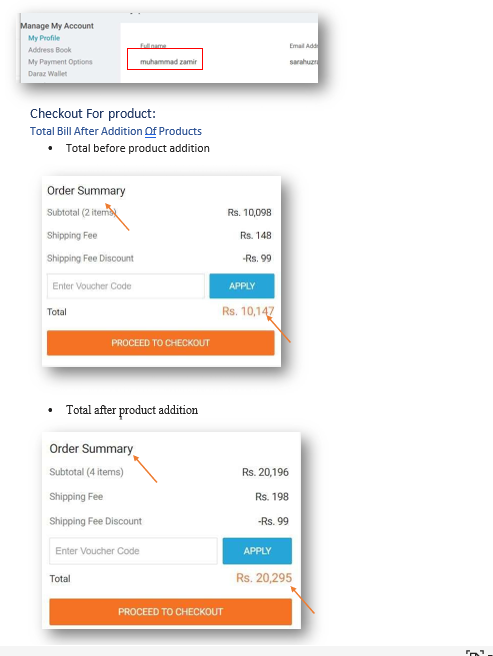 Manage My Account
My Profile
Address Book
My Payment Options
Daraz Wallet
Full name
muhammad zamir
Email Addr
sarahuzra
Checkout For product:
Total Bill After Addition Of Products
• Total before product addition
Order Summary
Subtotal (2 items) Rs. 10,098
Shipping Fee Rs. 148
Shipping Fee Discount -Rs. 99
Enter Voucher Code APPLY
Total Rs. 10,147
PROCEED TO CHECKOUT
• Total after product addition
Order Summary
Subtotal (4 items) Rs. 20,196
Shipping Fee Rs. 198
Shipping Fee Discount -Rs. 99
Enter Voucher Code APPLY
Total Rs. 20,295
PROCEED TO CHECKOUT